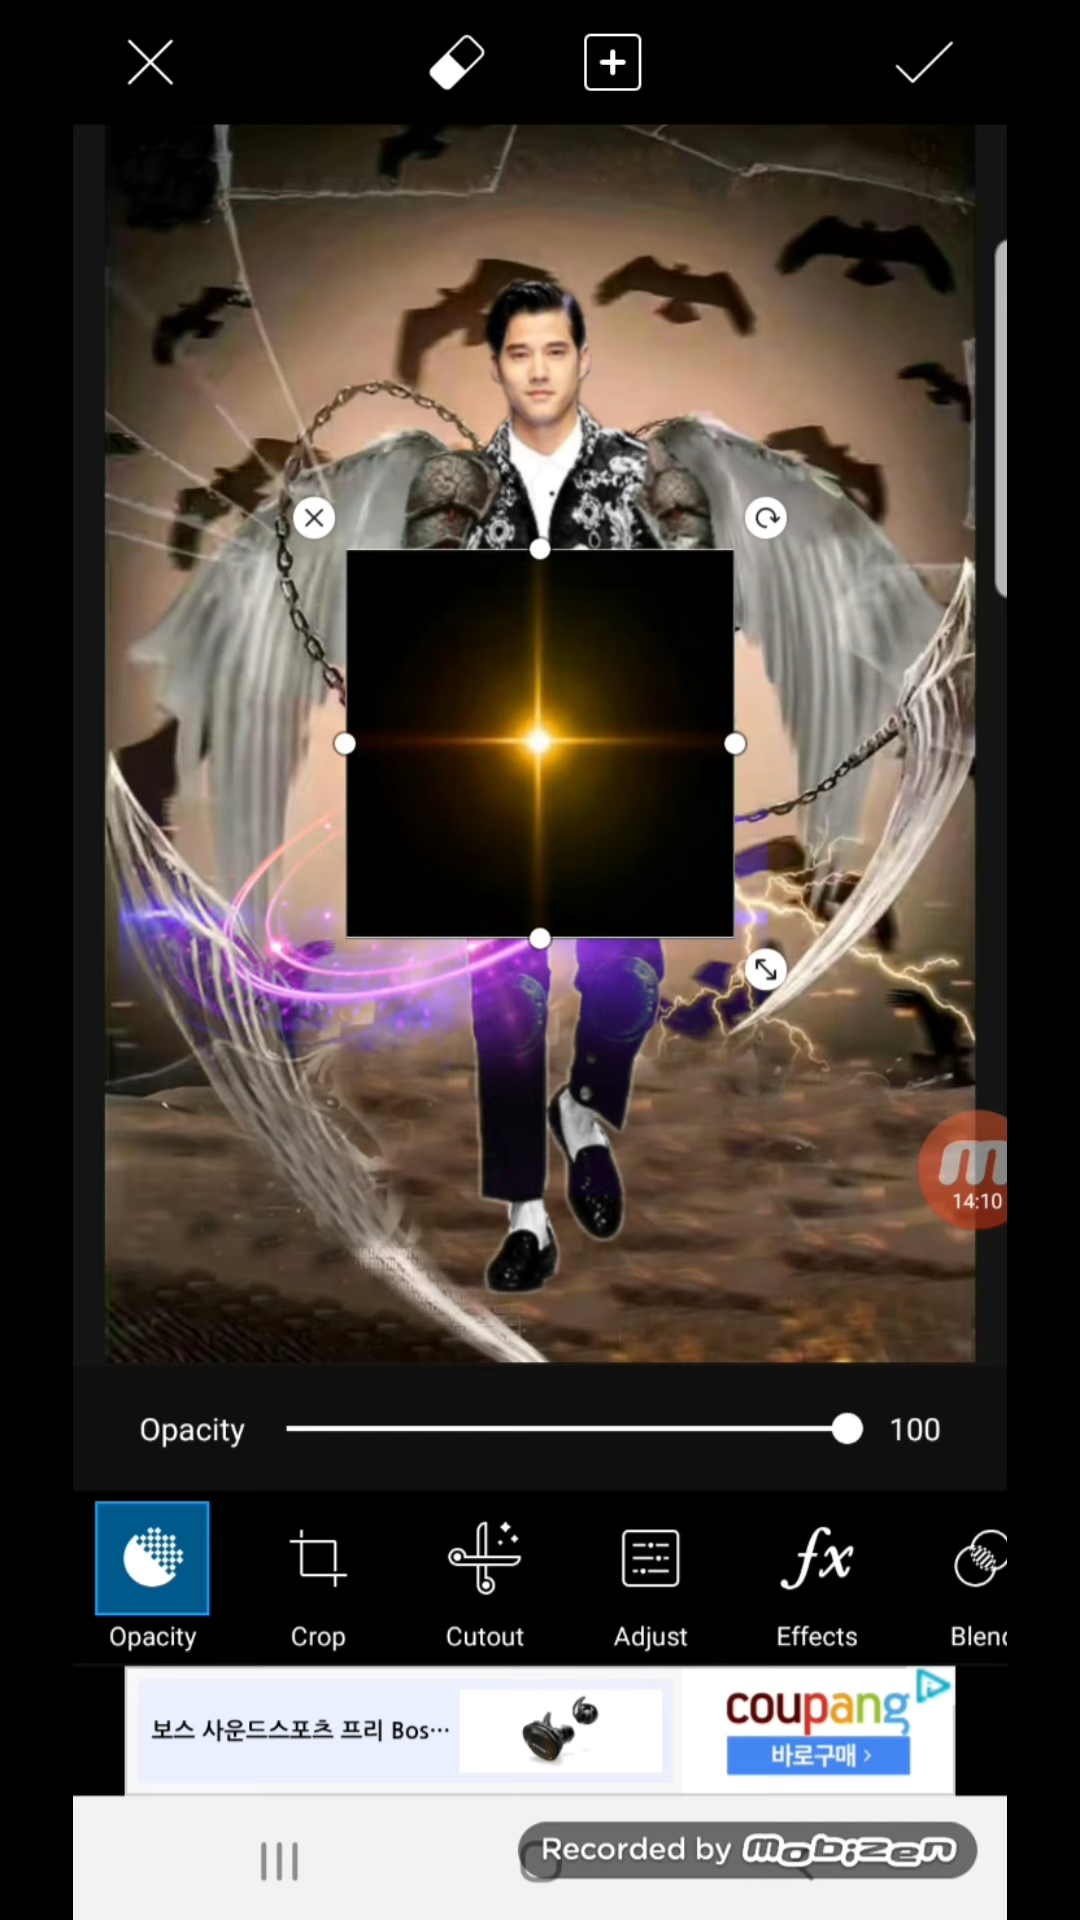 14:10
Opacity
100
Opacity
Crop
Cutout
Adjust
Effects
Blend
보스 사운드스포츠 프리 Bos…
coupang
바로구매 >
Recorded by mobizen